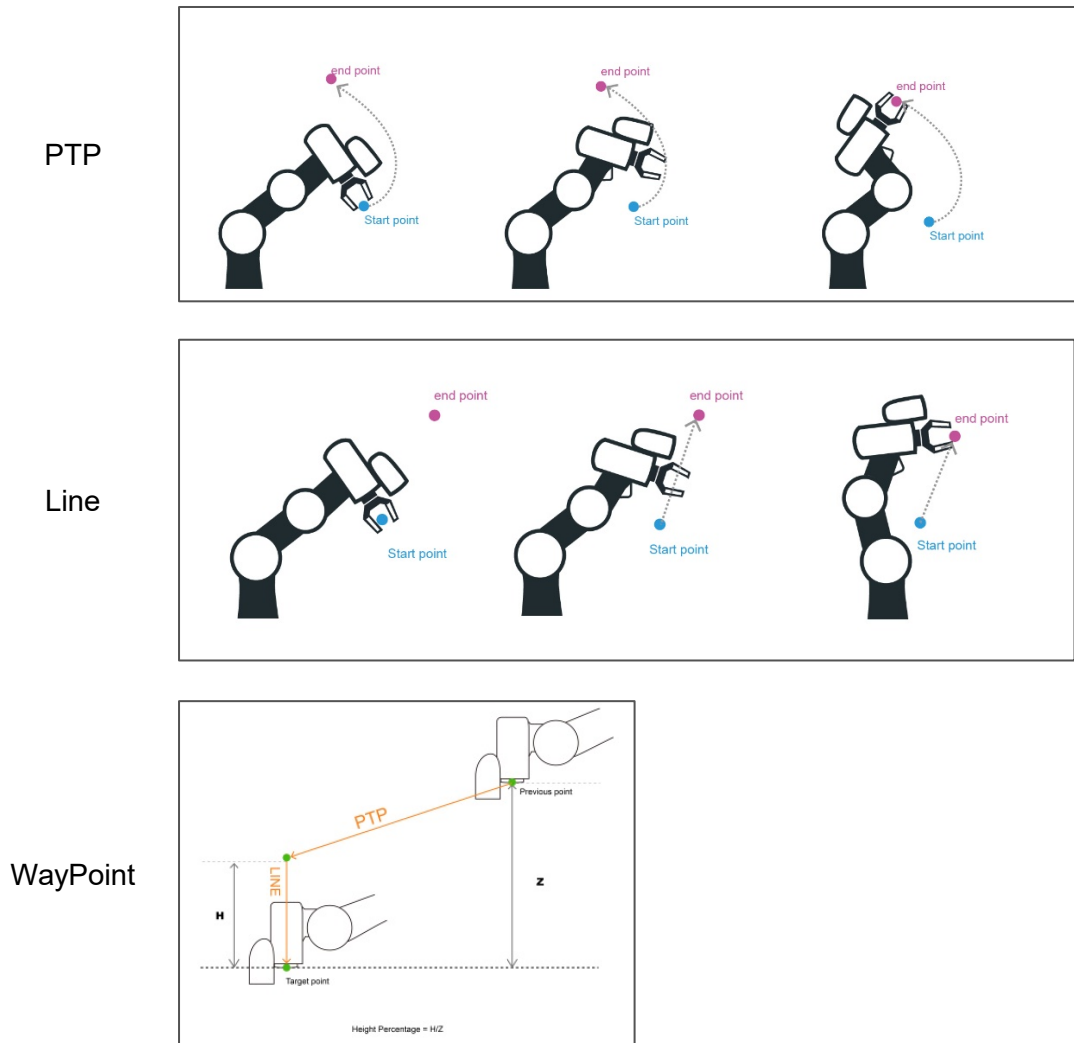 PTP
end point
Start point
end point
Start point
end point
Start point
Line
end point
Start point
end point
Start point
end point
Start point
WayPoint
Previous point
PTP
LINE
H
Z
Target point
Height Percentage = H/Z